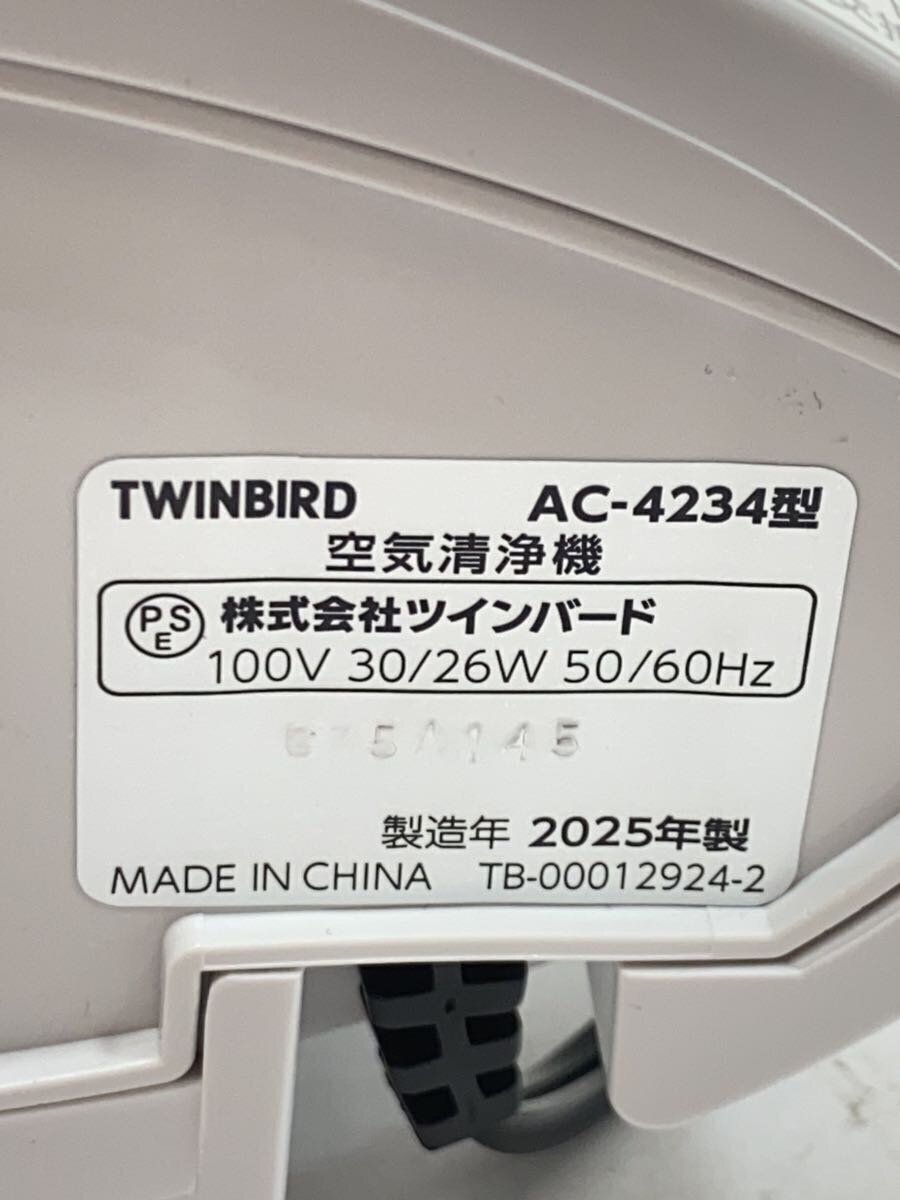 TWINBIRD AC-4234型
空気清浄機
PSE 株式会社ツインバード
100V 30/26W 50/60Hz
製造年 2025年製
MADE IN CHINA TB-00012924-2